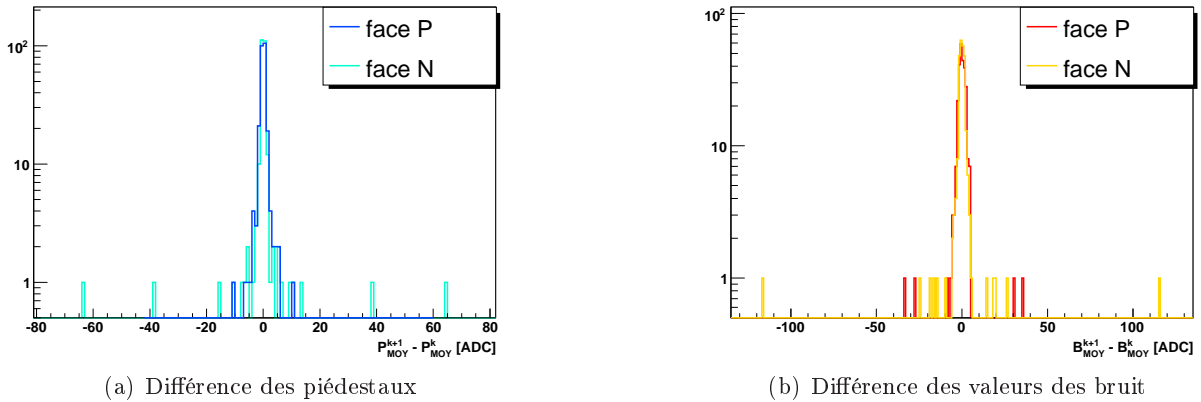 10²
10
1
-80 -60 -40 -20 0 20 40 60 80
P^{k+1}_{MOY} - P^{k}_{MOY} [ADC]
face P
face N
(a) Différence des piédestaux
10²
10
1
-100 -50 0 50 100
B^{k+1}_{MOY} - B^{k}_{MOY} [ADC]
face P
face N
(b) Différence des valeurs des bruit